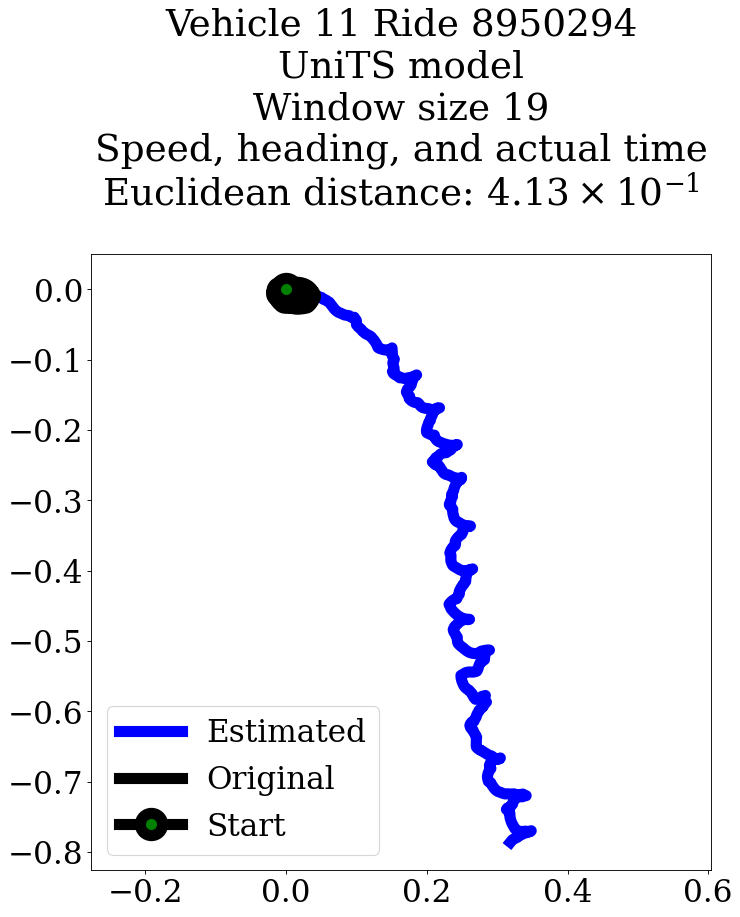 Vehicle 11 Ride 8950294
UniTS model
Window size 19
Speed, heading, and actual time
Euclidean distance: 4.13 × 10⁻¹
0.0
−0.1
−0.2
−0.3
−0.4
−0.5
−0.6
−0.7
−0.8
Estimated
Original
Start
−0.2 0.0 0.2 0.4 0.6